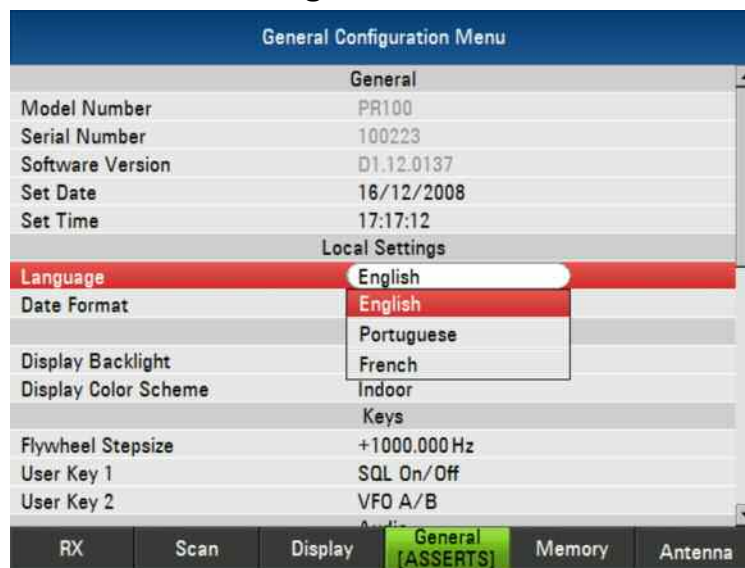 General Configuration Menu
General
Model Number PR100
Serial Number 100223
Software Version D1.12.0137
Set Date 16/12/2008
Set Time 17:17:12
Local Settings
Language English
Date Format English
Portuguese
Display Backlight French
Display Color Scheme Indoor
Keys
Flywheel Stepsize +1000.000 Hz
User Key 1 SQL On/Off
User Key 2 VFO A/B
RX Scan Display General [ASSERTS] Memory Antenna